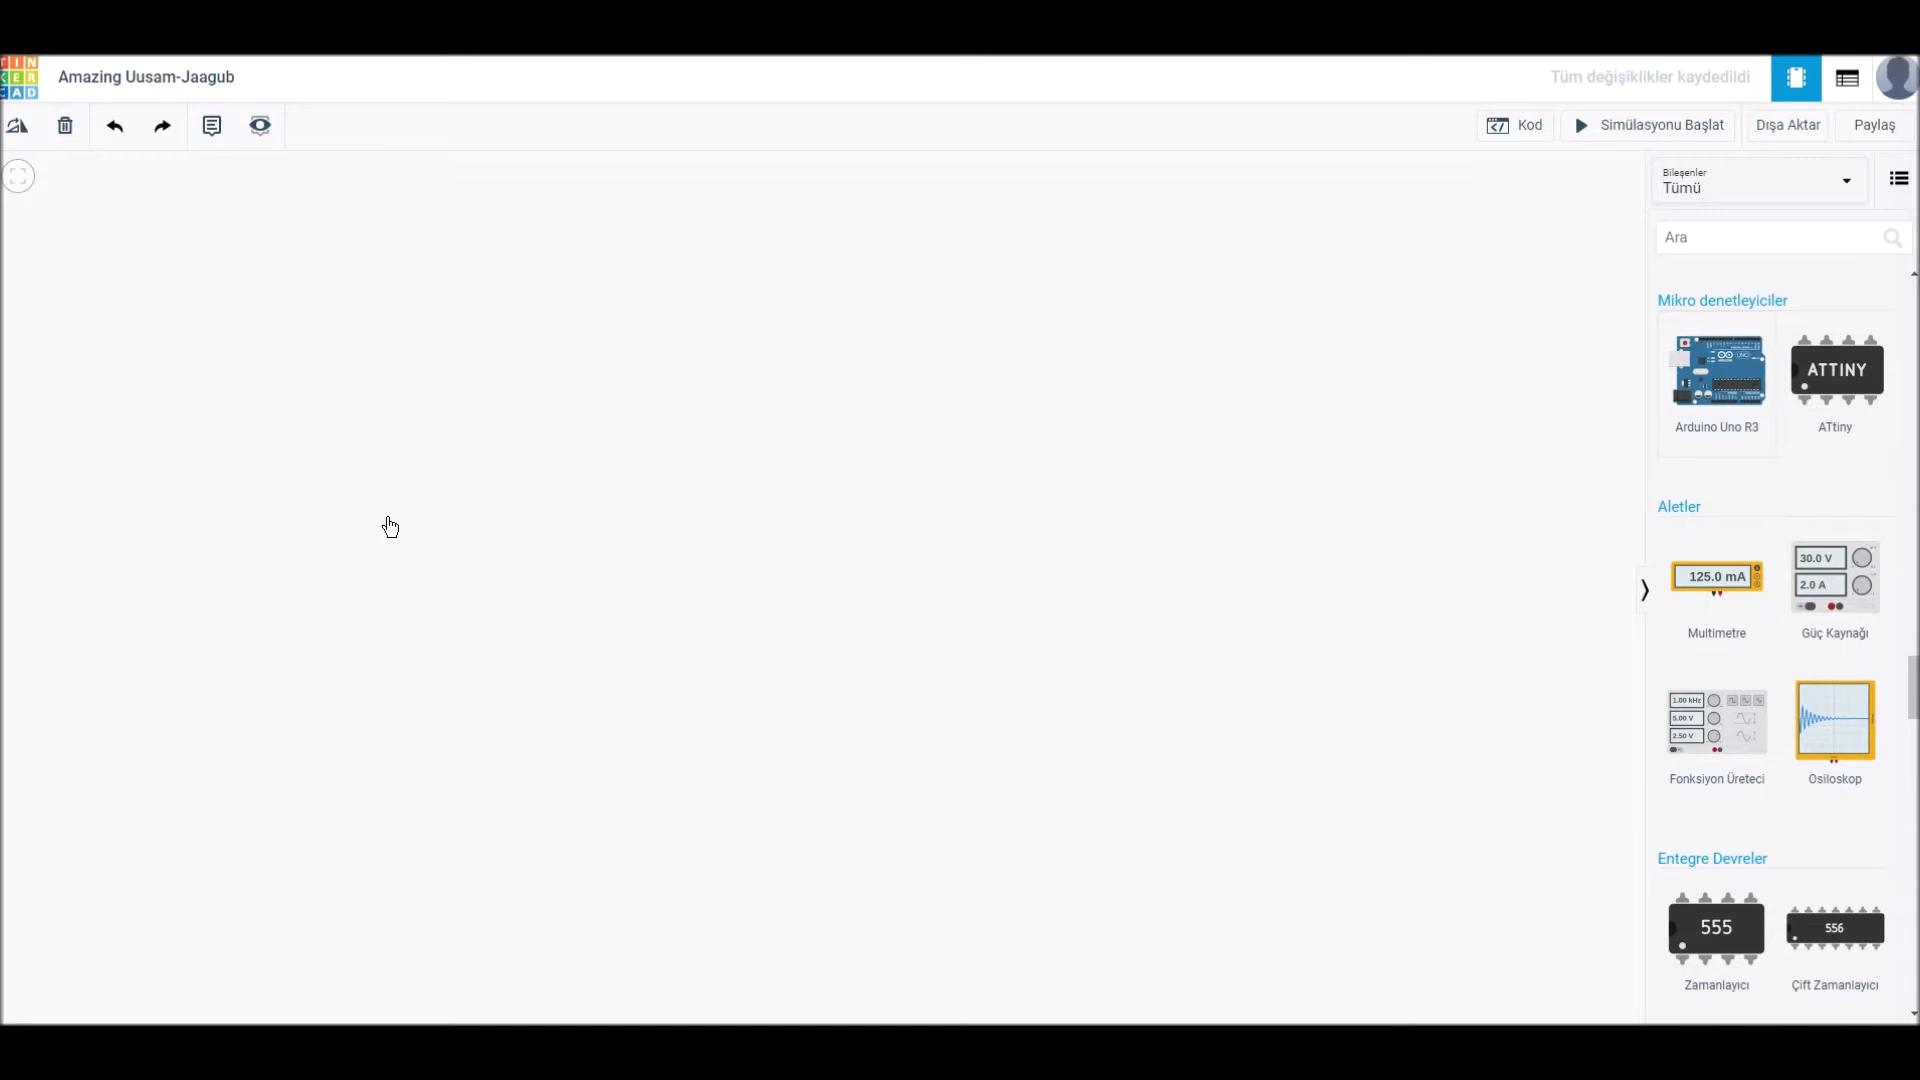 TIN
KER
CAD
Amazing Uusam-Jaagub
Tüm değişiklikler kaydedildi
Kod
Simülasyonu Başlat
Dışa Aktar
Paylaş
Bileşenler
Tümü
Ara
Mikro denetleyiciler
ATTINY
Arduino Uno R3
ATtiny
Aletler
125.0 mA
30.0 V
2.0 A
Multimetre
Güç Kaynağı
1.00 kHz
5.00 V
2.50 V
Fonksiyon Üreteci
Osiloskop
Entegre Devreler
555
556
Zamanlayıcı
Çift Zamanlayıcı